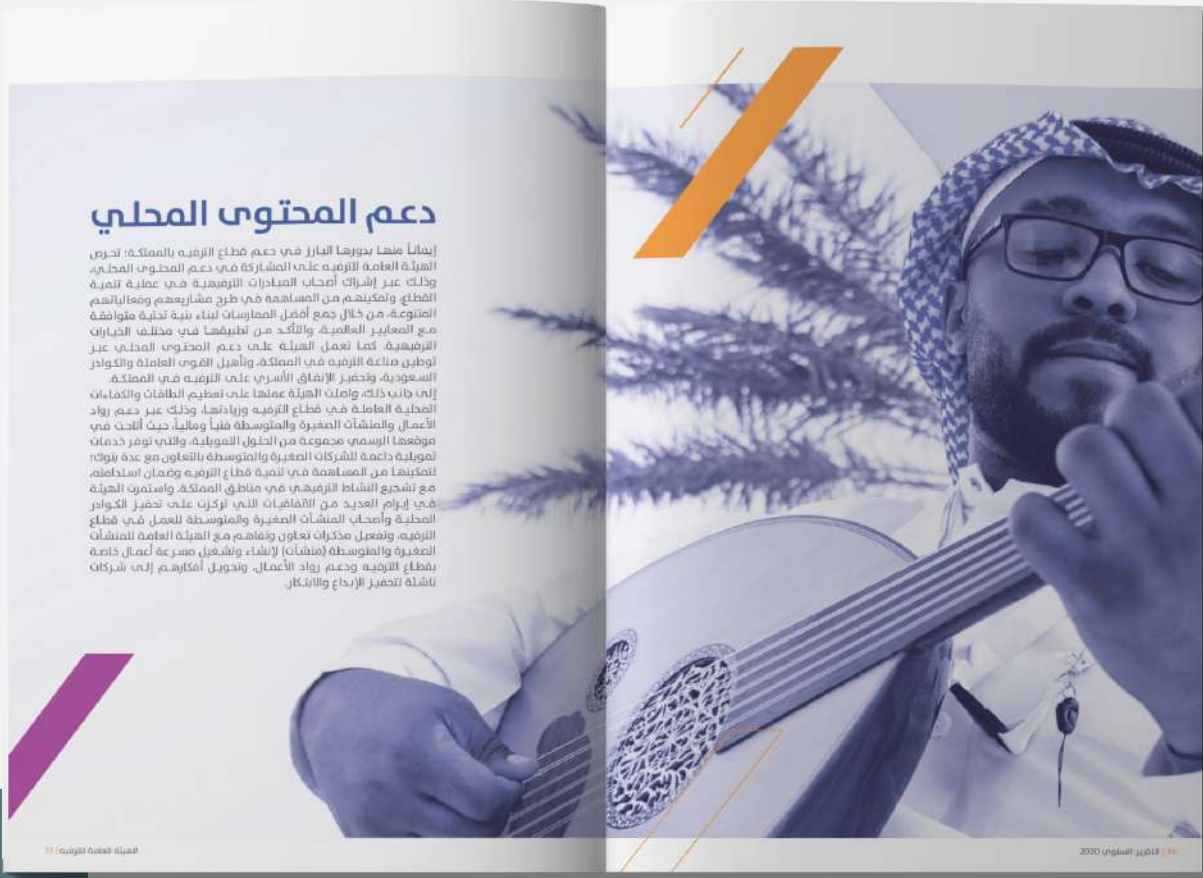 دعم المحتوى المحلي
إيماناً منها بدورها البارز في دعم قطاع الترفيه بالمملكة؛ تحرص
الهيئة العامة للترفيه على المشاركة في دعم المحتوى المحلي،
وذلك عبر إشراك أصحاب المبادرات الترفيهية في عملية تنمية
القطاع، وتمكينهم من المساهمة في طرح مشاريعهم وفعالياتهم
المتنوعة، من خلال جمع أفضل الممارسات لبناء بنية تحتية متوافقة
مع المعايير العالمية، والتأكد من تطبيقها في مختلف الخيارات
الترفيهية. كما تعمل الهيئة على دعم المحتوى المحلي عبر
توطين صناعة الترفيه في المملكة، وتأهيل القوى العاملة والكوادر
السعودية، وتحفيز الإنفاق الأسري على الترفيه في المملكة.
إلى جانب ذلك، واصلت الهيئة عملها على تعظيم الطاقات والكفاءات
المحلية العاملة في قطاع الترفيه وزيادتها، وذلك عبر دعم رواد
الأعمال والمنشآت الصغيرة والمتوسطة فنياً ومالياً، حيث أتاحت في
موقعها الرسمي مجموعة من الحلول التمويلية، والتي توفر خدمات
تمويلية داعمة للشركات الصغيرة والمتوسطة بالتعاون مع عدة بنوك؛
لتمكينها من المساهمة في تنمية قطاع الترفيه وضمان استدامته،
مع تشجيع النشاط الترفيهي في مناطق المملكة. واستمرت الهيئة
في إبرام العديد من الاتفاقيات التي تركزت على تحفيز الكوادر
المحلية وأصحاب المنشآت الصغيرة والمتوسطة للعمل في قطاع
الترفيه، وتفعيل مذكرات تعاون وتفاهم مع الهيئة العامة للمنشآت
الصغيرة والمتوسطة (منشآت) لإنشاء وتشغيل مسرعة أعمال خاصة
بقطاع الترفيه ودعم رواد الأعمال، وتحويل أفكارهم إلى شركات
ناشئة لتحفيز الإبداع والابتكار.
16 | التقرير السنوي 2020
الهيئة العامة للترفيه | 17